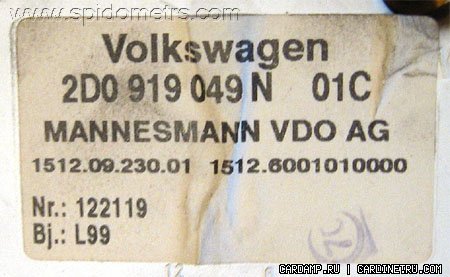 www.spidometrs.com
Volkswagen
2D0 919 049 N 01C
MANNESMANN VDO AG
1512.09.230.01 1512.6001010000
Nr.: 122119
Bj.: L99
12
CARDAMP.RU & CARLINETRU.COM